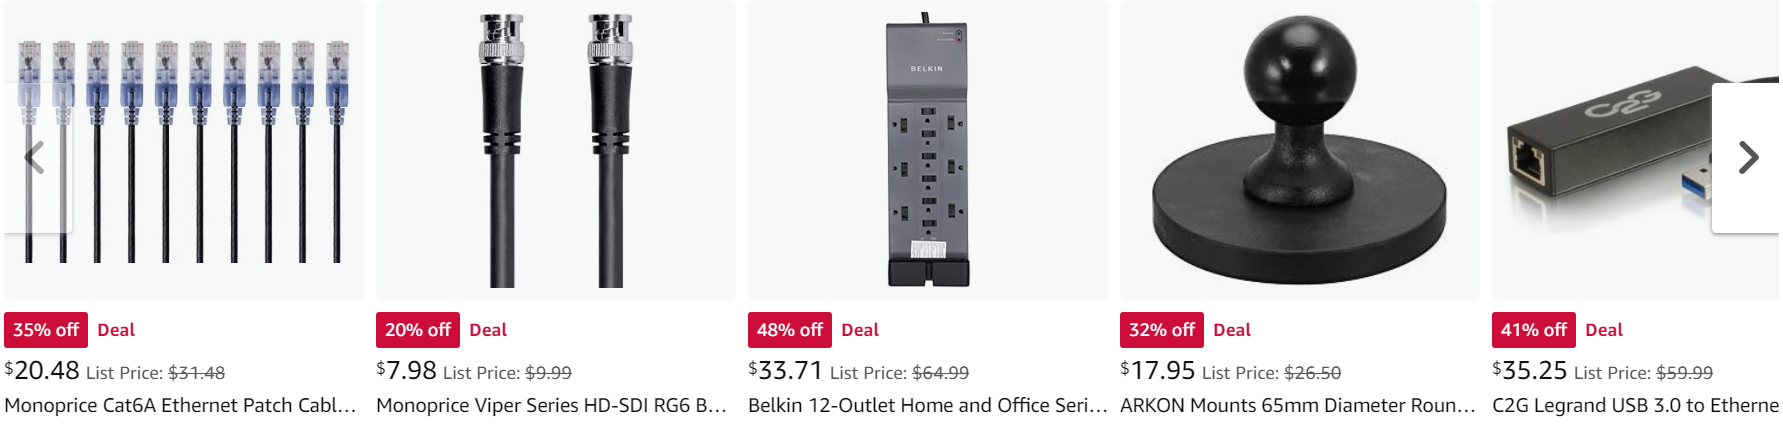 BELKIN
C2G
35% off Deal
20% off Deal
48% off Deal
32% off Deal
41% off Deal
$20.48 List Price: $31.48
$7.98 List Price: $9.99
$33.71 List Price: $64.99
$17.95 List Price: $26.50
$35.25 List Price: $59.99
Monoprice Cat6A Ethernet Patch Cabl...
Monoprice Viper Series HD-SDI RG6 B...
Belkin 12-Outlet Home and Office Seri...
ARKON Mounts 65mm Diameter Roun...
C2G Legrand USB 3.0 to Etherne